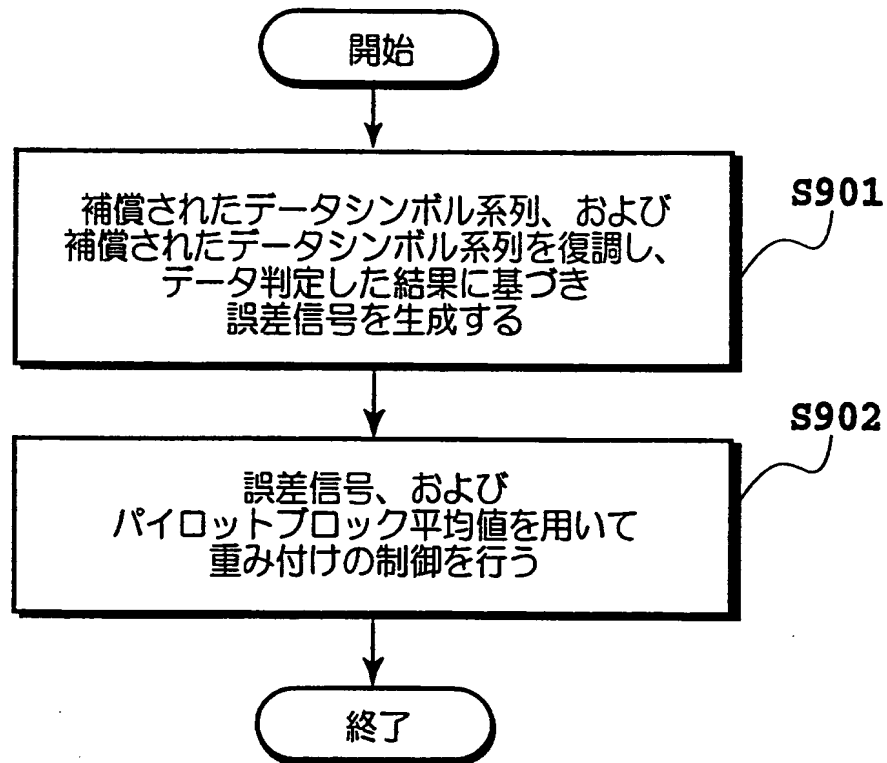 開始
補償されたデータシンボル系列、および
補償されたデータシンボル系列を復調し、
データ判定した結果に基づき
誤差信号を生成する
S901
誤差信号、および
パイロットブロック平均値を用いて
重み付けの制御を行う
S902
終了